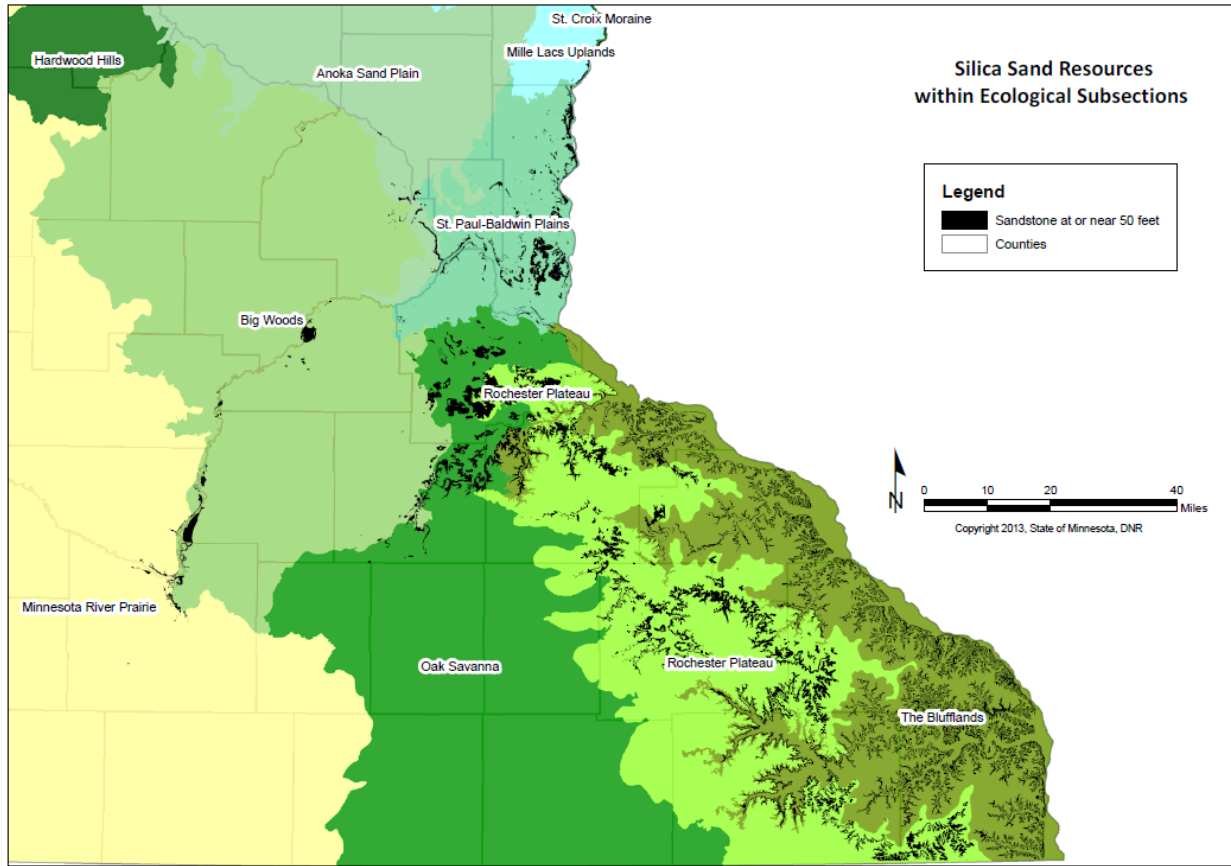 St. Croix Moraine
Mille Lacs Uplands
Hardwood Hills
Anoka Sand Plain
Silica Sand Resources
within Ecological Subsections
Legend
Sandstone at or near 50 feet
Counties
St. Paul-Baldwin Plains
Big Woods
Rochester Plateau
N
0 10 20 40
Miles
Copyright 2013, State of Minnesota, DNR
Minnesota River Prairie
Oak Savanna
Rochester Plateau
The Blufflands